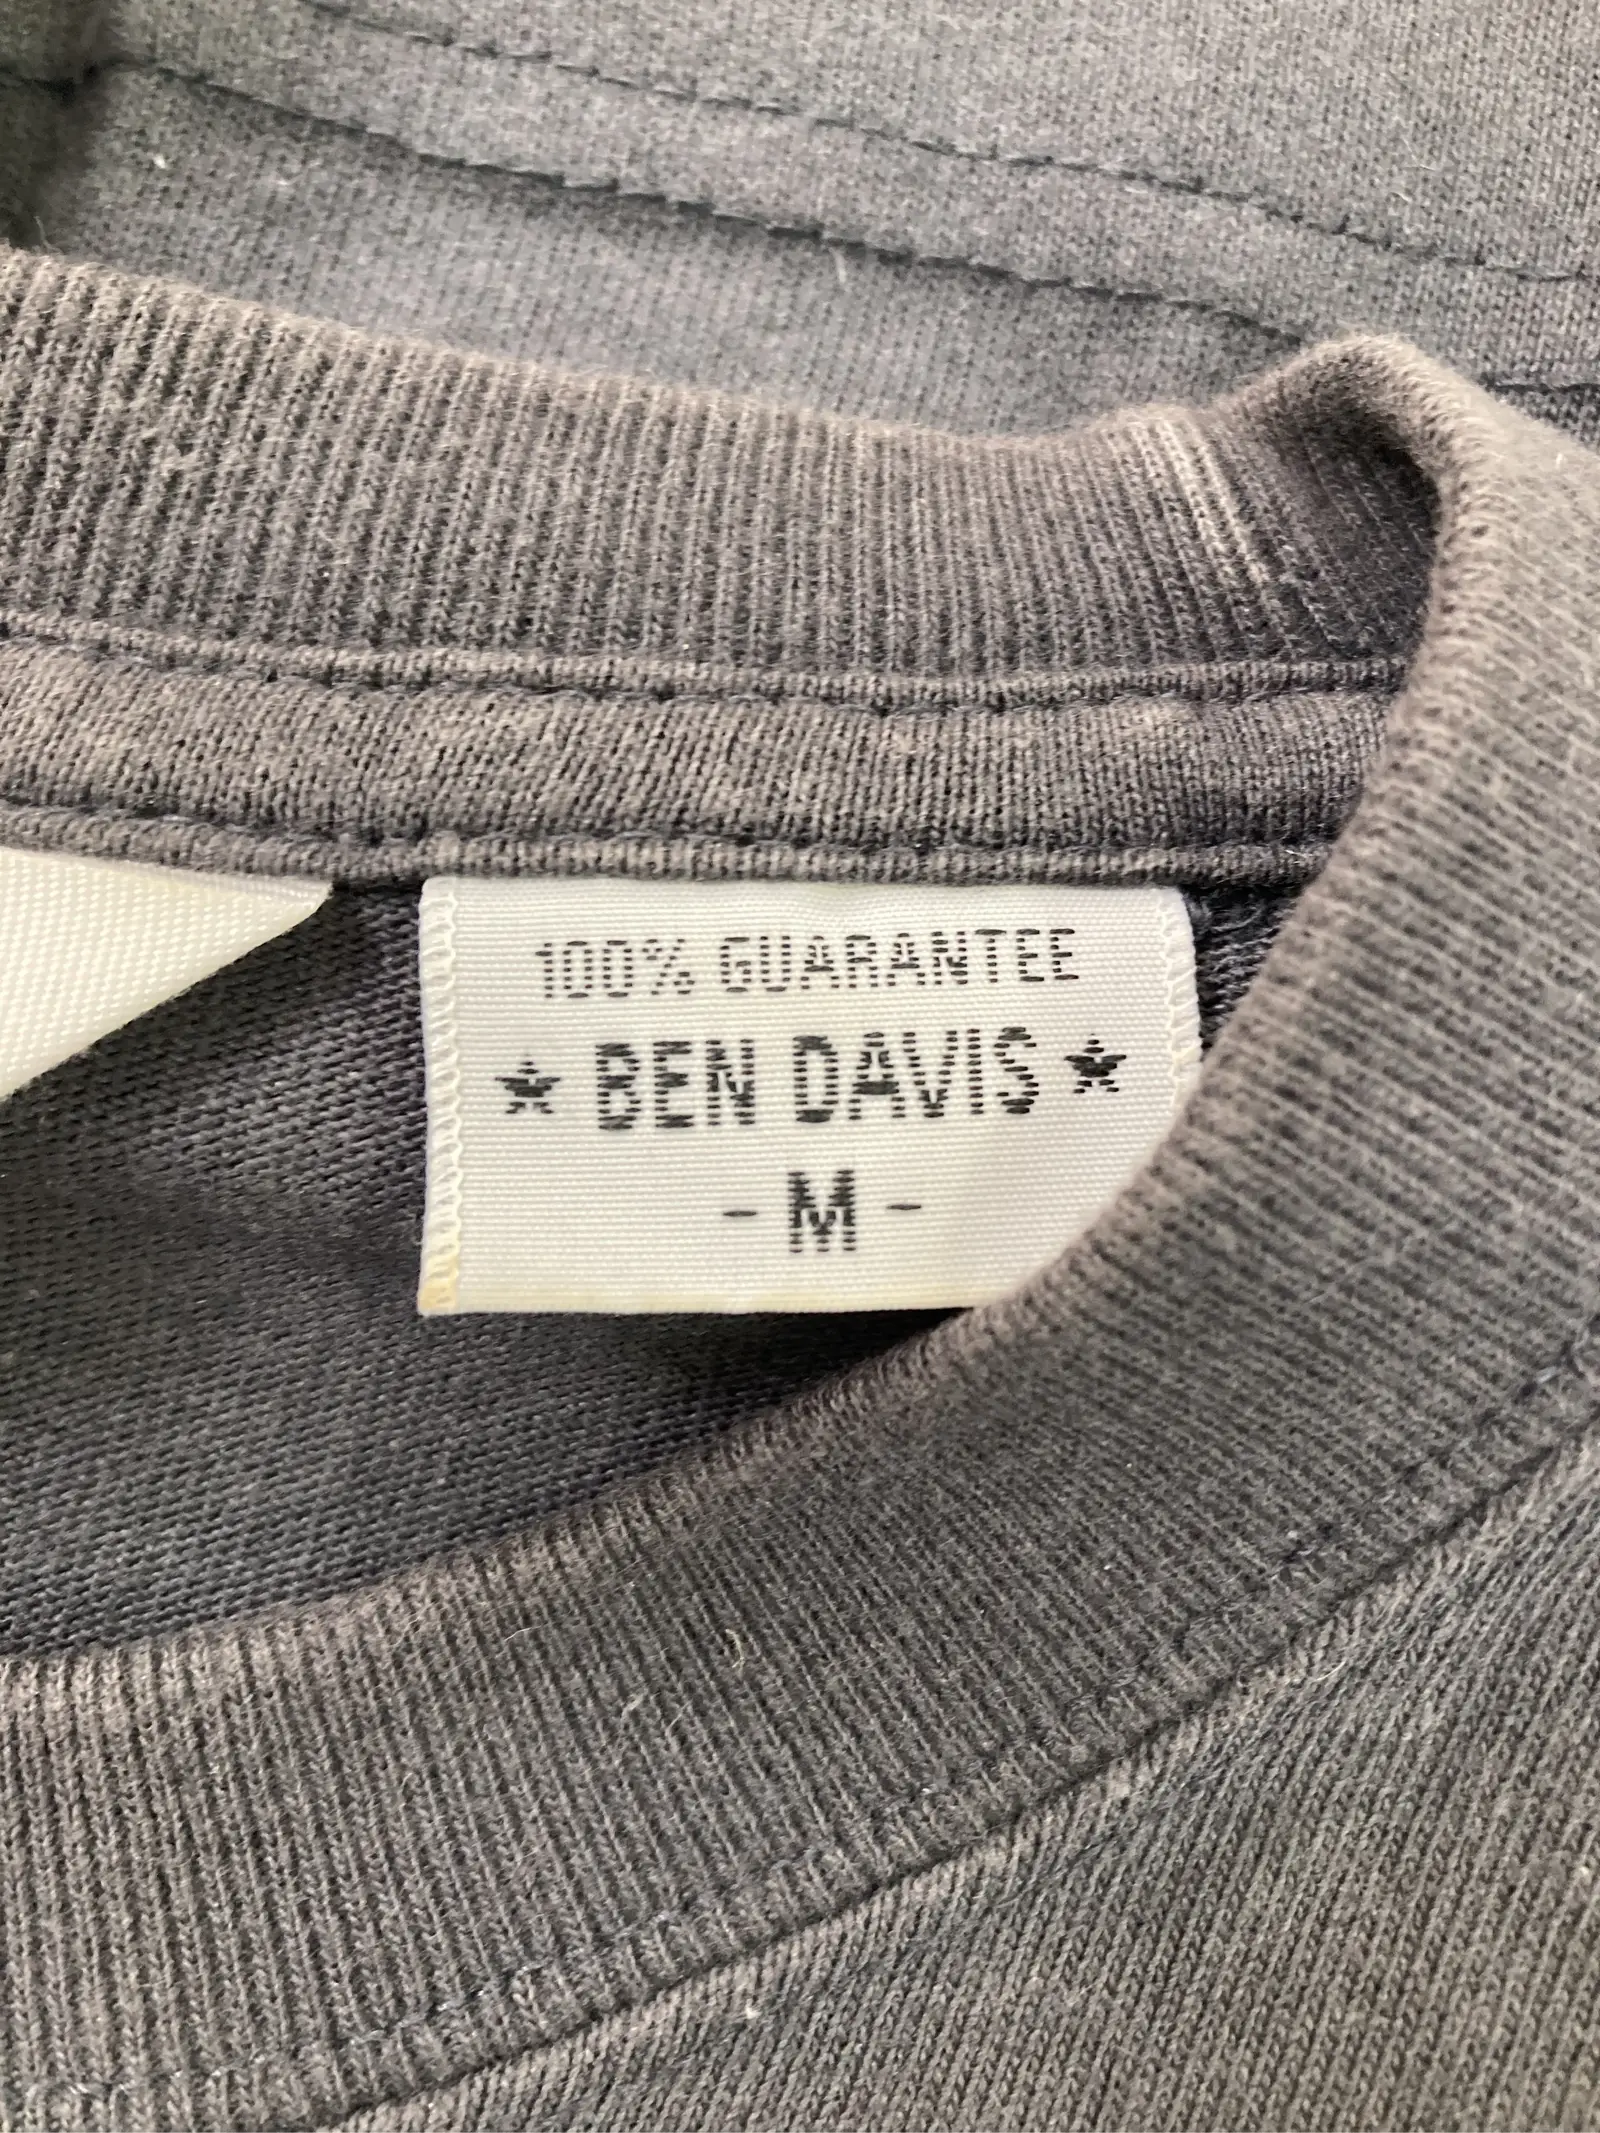 100% GUARANTEE
★ BEN DAVIS ★
- M -